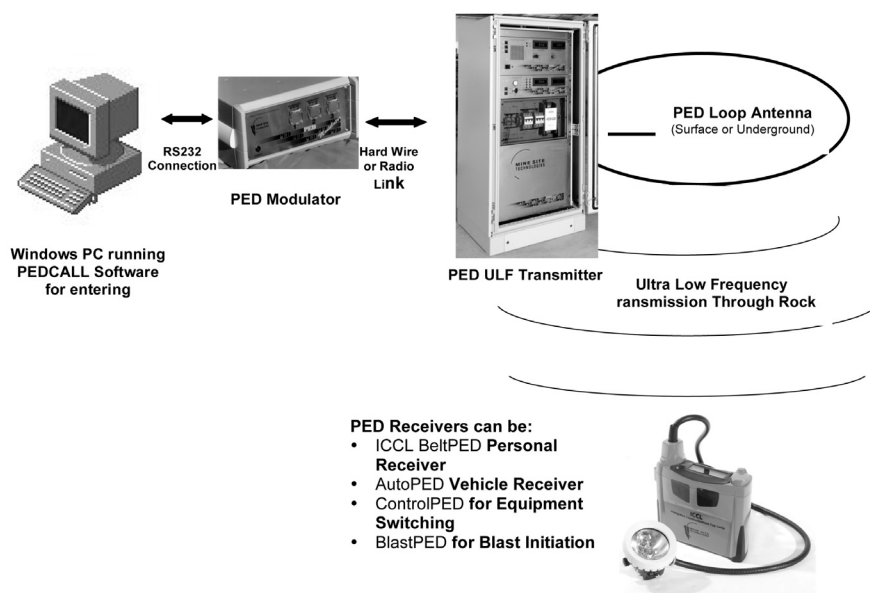 PED Loop Antenna
(Surface or Underground)
RS232
Connection
Hard Wire
or Radio
Link
PED Modulator
MINE SITE
TECHNOLOGIES
Windows PC running
PEDCALL Software
for entering
PED ULF Transmitter
Ultra Low Frequency
ransmission Through Rock
PED Receivers can be:
• ICCL BeltPED Personal
Receiver
• AutoPED Vehicle Receiver
• ControlPED for Equipment
Switching
• BlastPED for Blast Initiation
ICCL